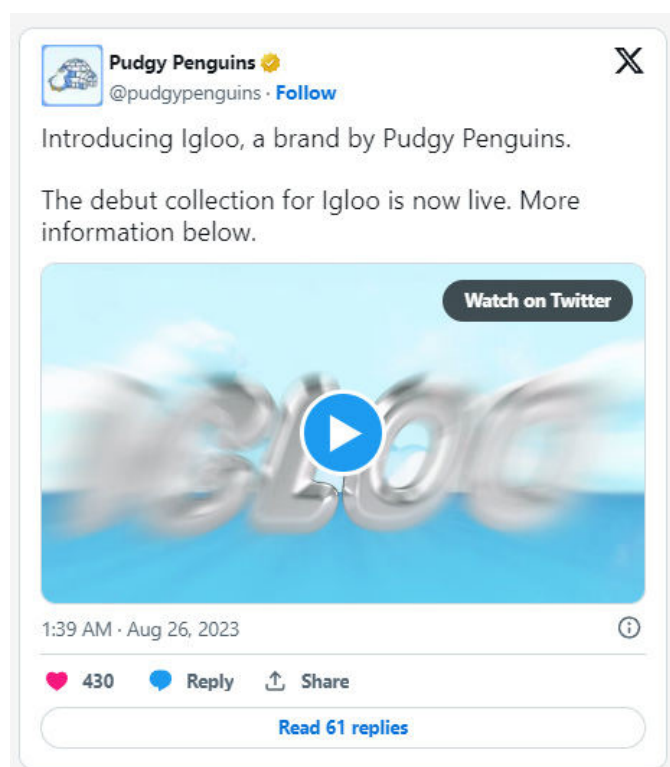 Pudgy Penguins
@pudgypenguins · Follow
Introducing Igloo, a brand by Pudgy Penguins.
The debut collection for Igloo is now live. More
information below.
Watch on Twitter
IGLOO
1:39 AM · Aug 26, 2023
430 Reply Share
Read 61 replies